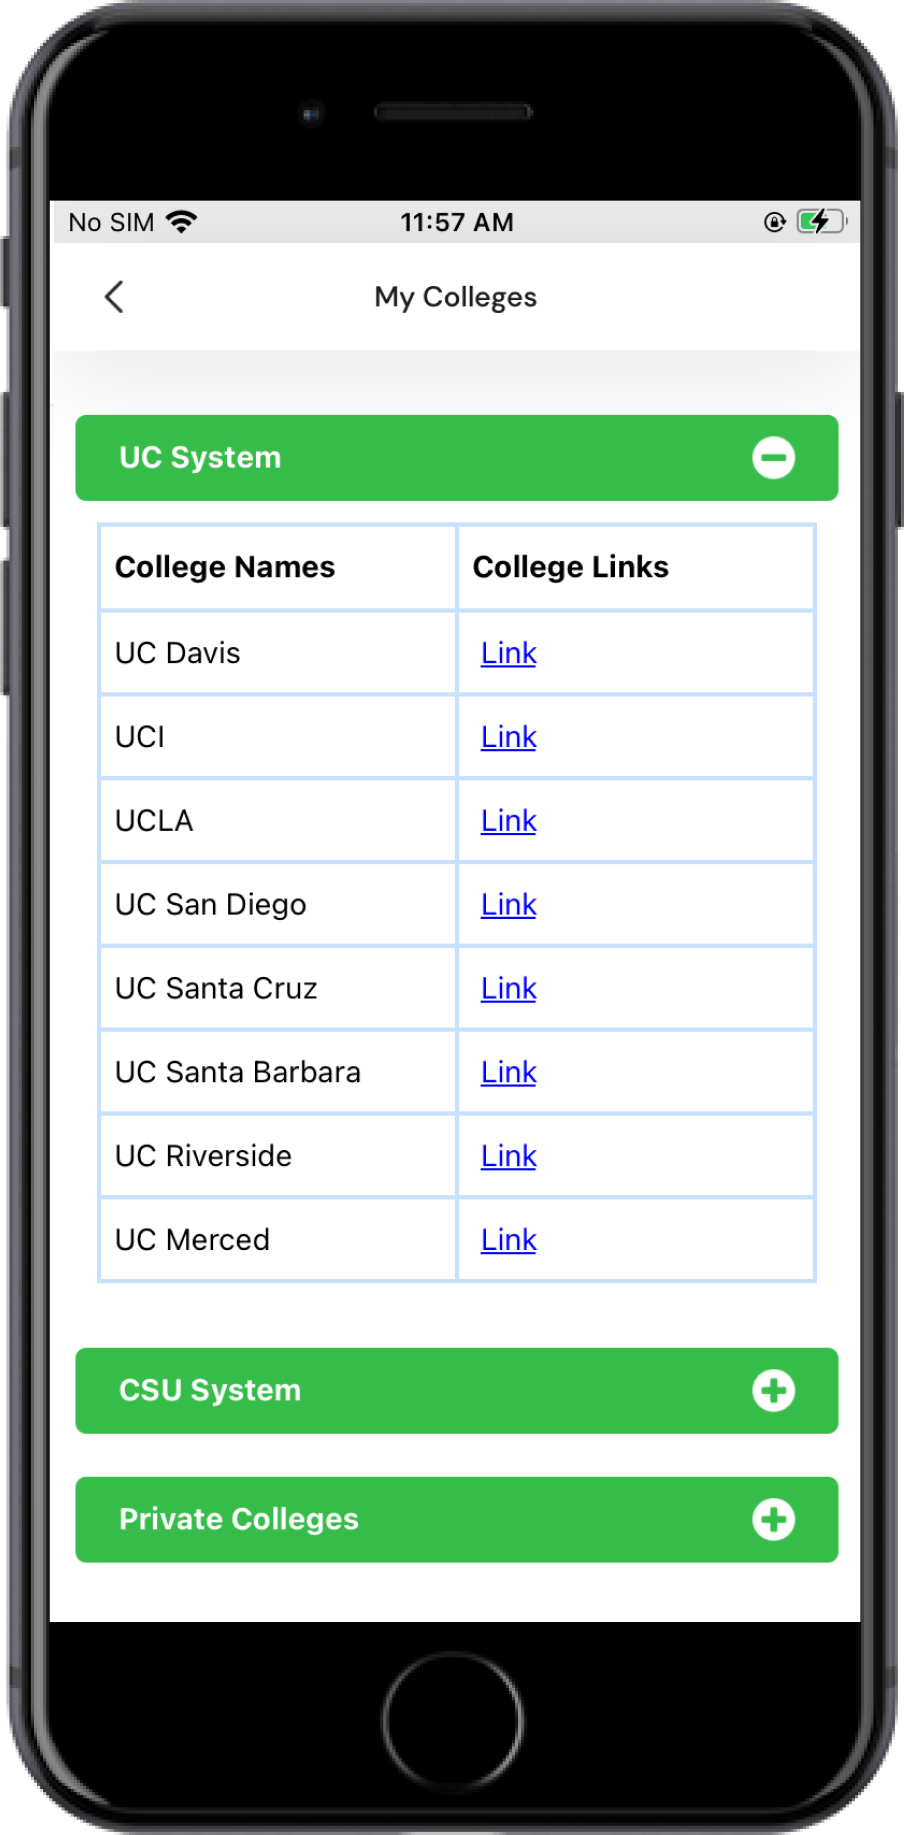 No SIM 11:57 AM
My Colleges
UC System
College Names College Links
UC Davis Link
UCI Link
UCLA Link
UC San Diego Link
UC Santa Cruz Link
UC Santa Barbara Link
UC Riverside Link
UC Merced Link
CSU System
Private Colleges